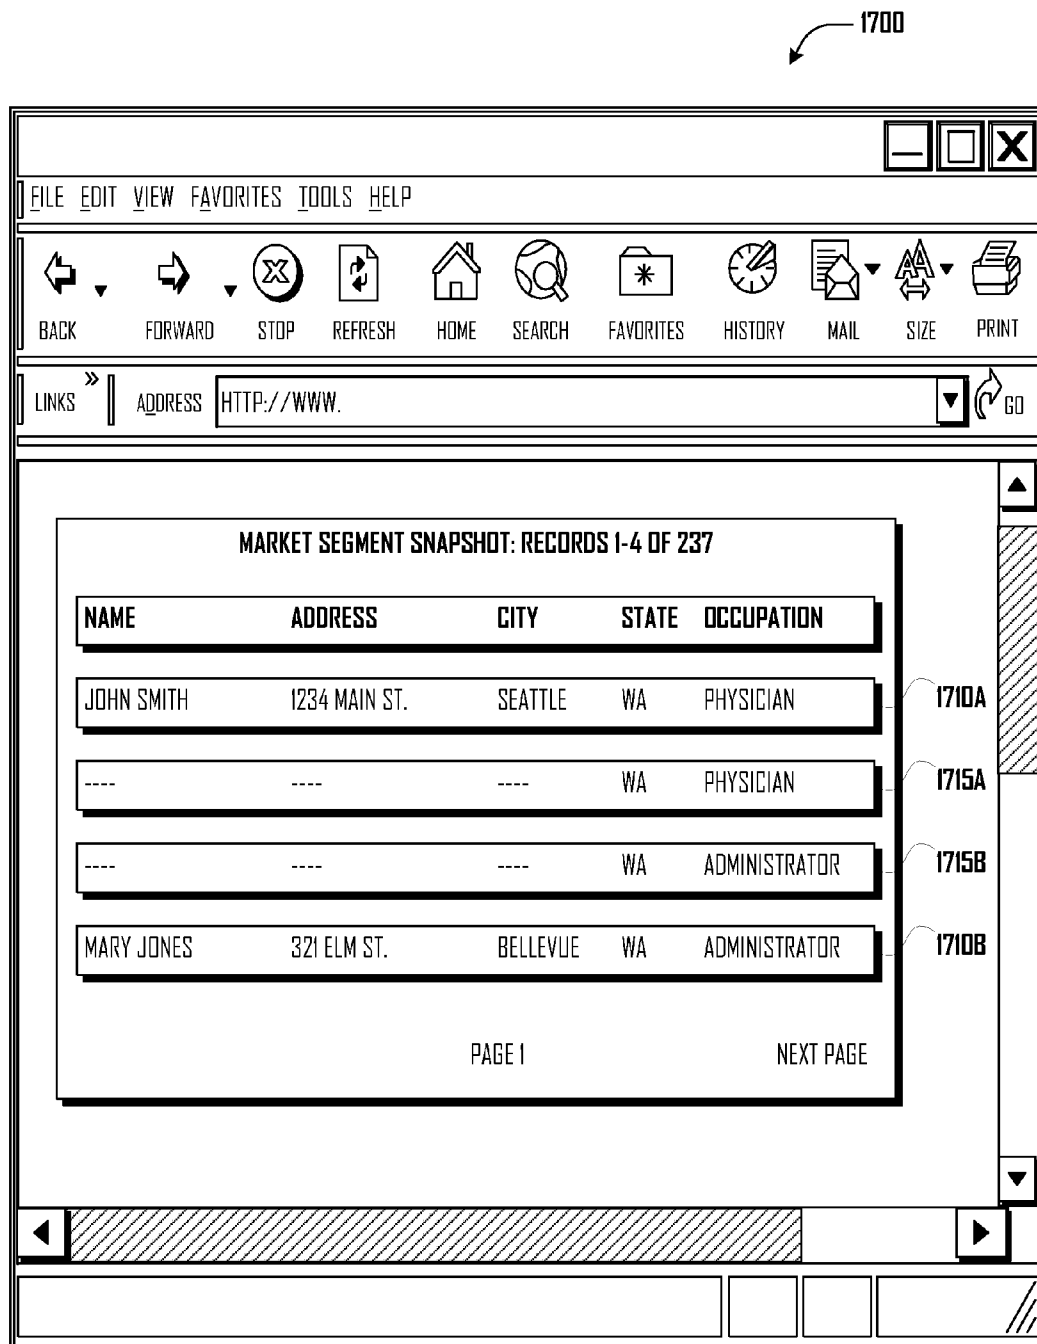 1700
FILE EDIT VIEW FAVORITES TOOLS HELP
BACK FORWARD STOP REFRESH HOME SEARCH FAVORITES HISTORY MAIL SIZE PRINT
LINKS » ADDRESS HTTP://WWW. GO
MARKET SEGMENT SNAPSHOT: RECORDS 1-4 OF 237
NAME ADDRESS CITY STATE OCCUPATION
JOHN SMITH 1234 MAIN ST. SEATTLE WA PHYSICIAN 1710A
---- ---- ---- WA PHYSICIAN 1715A
---- ---- ---- WA ADMINISTRATOR 1715B
MARY JONES 321 ELM ST. BELLEVUE WA ADMINISTRATOR 1710B
PAGE 1 NEXT PAGE